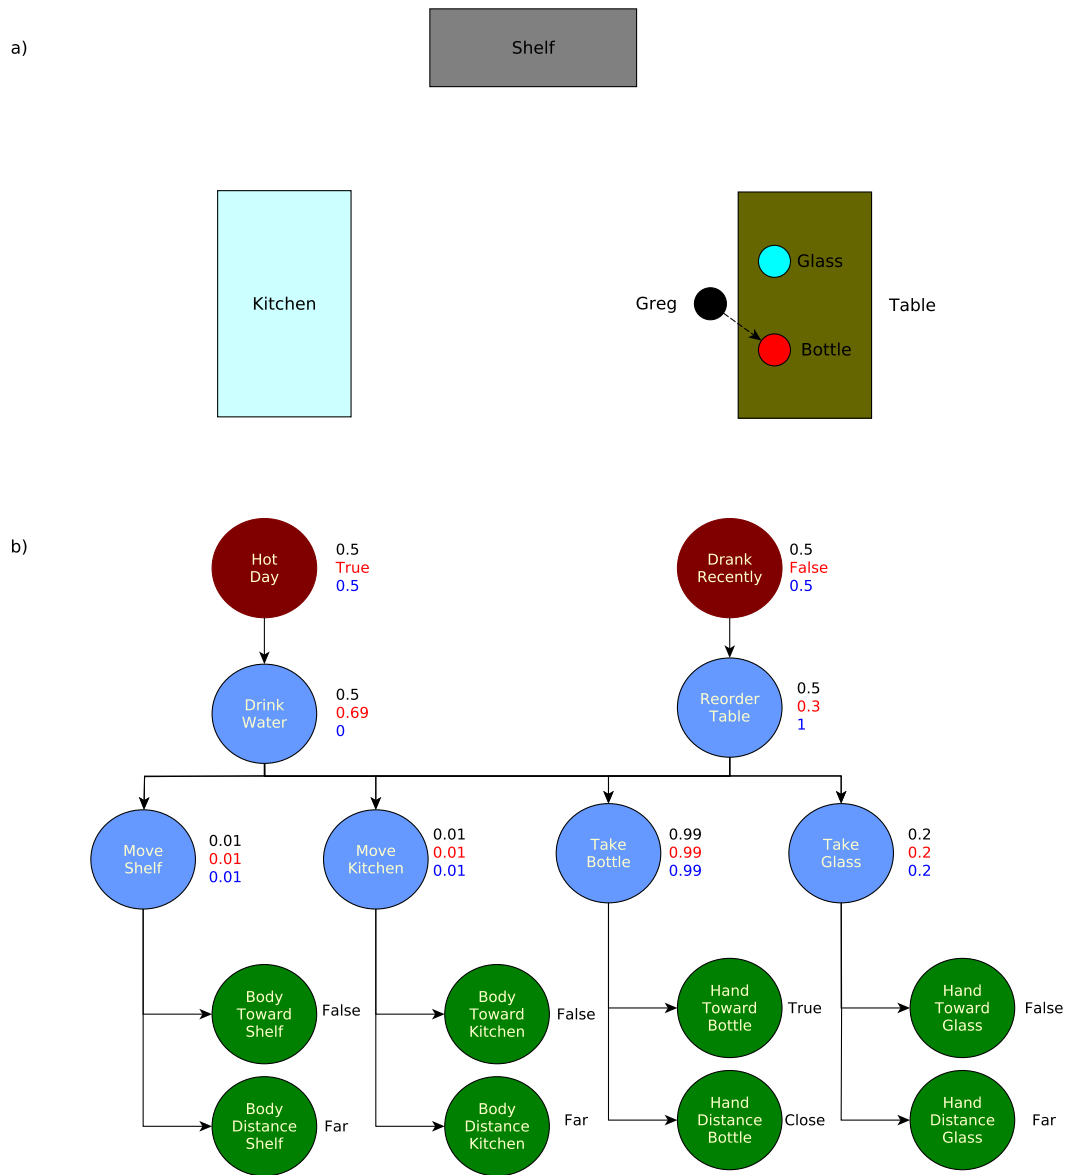 a)
Shelf
Kitchen
Greg
Glass
Bottle
Table
b)
Hot
Day
0.5
True
0.5
Drank
Recently
0.5
False
0.5
Drink
Water
0.5
0.69
0
Reorder
Table
0.5
0.3
1
Move
Shelf
0.01
0.01
0.01
Move
Kitchen
0.01
0.01
0.01
Take
Bottle
0.99
0.99
0.99
Take
Glass
0.2
0.2
0.2
Body
Toward
Shelf
False
Body
Toward
Kitchen
False
Hand
Toward
Bottle
True
Hand
Toward
Glass
False
Body
Distance
Shelf
Far
Body
Distance
Kitchen
Far
Hand
Distance
Bottle
Close
Hand
Distance
Glass
Far